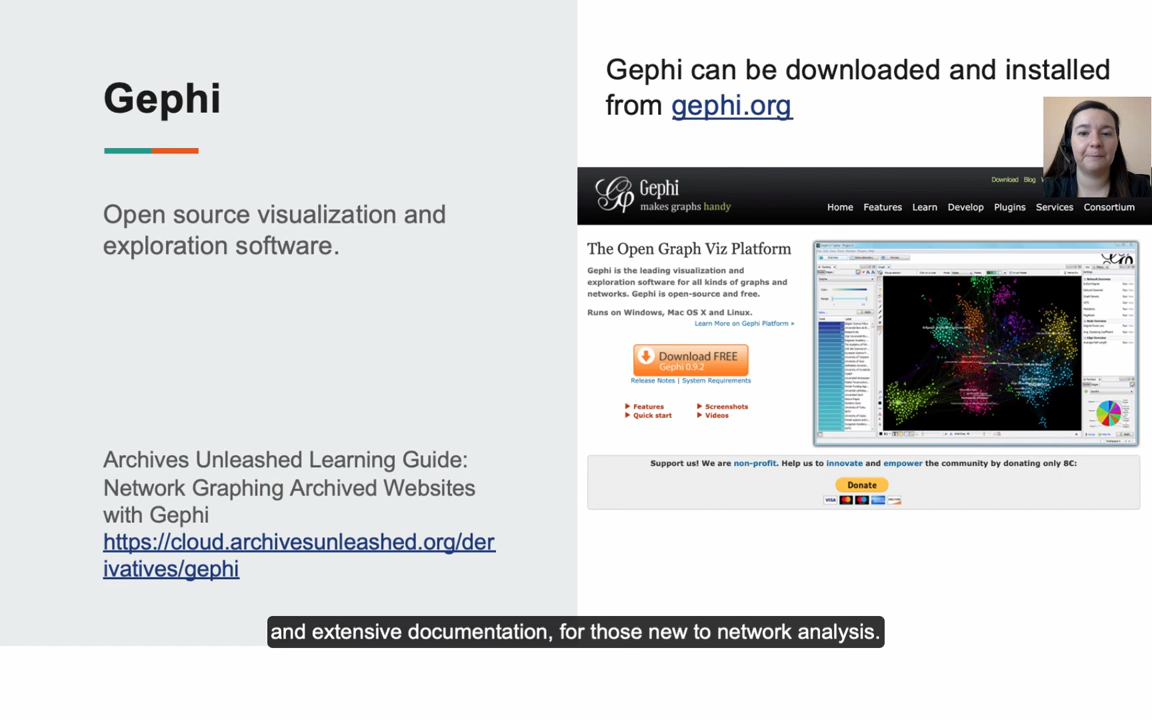 Gephi
Open source visualization and
exploration software.
Archives Unleashed Learning Guide:
Network Graphing Archived Websites
with Gephi
https://cloud.archivesunleashed.org/der
ivatives/gephi
Gephi can be downloaded and installed
from gephi.org
Download Blog
Gephi
makes graphs handy
Home Features Learn Develop Plugins Services Consortium
The Open Graph Viz Platform
Gephi is the leading visualization and
exploration software for all kinds of graphs and
networks. Gephi is open-source and free.
Runs on Windows, Mac OS X and Linux.
Learn More on Gephi Platform »
Download FREE
Gephi 0.9.2
Release Notes | System Requirements
Features Screenshots
Quick start Videos
Support us! We are non-profit. Help us to innovate and empower the community by donating only 8€:
Donate
VISA
and extensive documentation, for those new to network analysis.